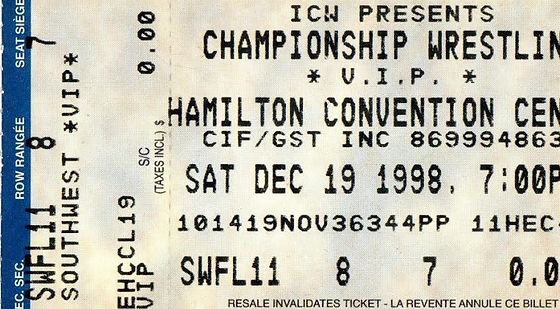 ICW PRESENTS
CHAMPIONSHIP WRESTLIN
* V.I.P. *
HAMILTON CONVENTION CEN
CIF/GST INC 869994863
SAT DEC 19 1998, 7:00P
101419NOV36344PP 11HEC
SWFL11 8 7 0.0
RESALE INVALIDATES TICKET - LA REVENTE ANNULE CE BILLET
SEAT SIÈGE
7
ROW RANGÉE
8
EC. SEC.
SWFL11
SOUTHWEST *VIP*
EHCCL19
VIP
0.00
S/C
(TAXES INCL.) $